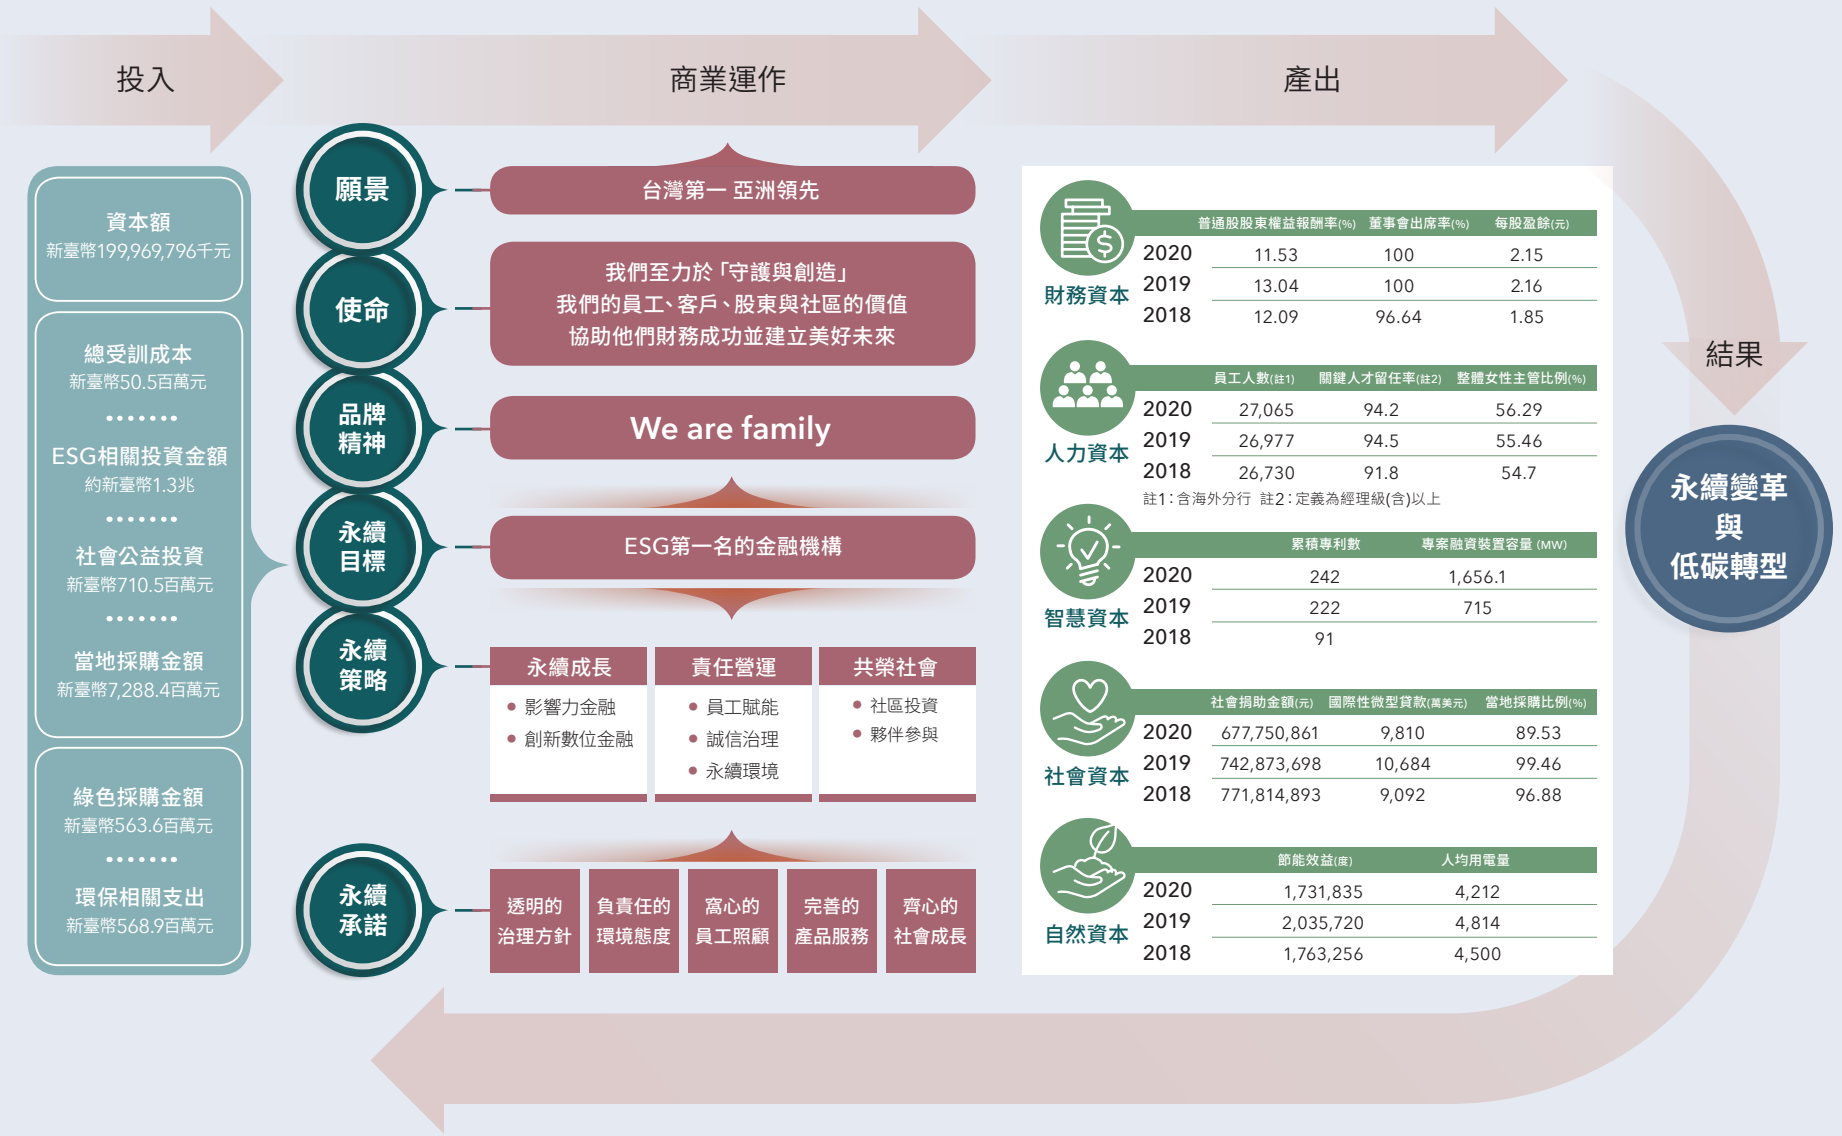 投入
商業運作
產出
結果
資本額
新臺幣199,969,796千元
總受訓成本
新臺幣50.5百萬元
ESG相關投資金額
約新臺幣1.3兆
社會公益投資
新臺幣710.5百萬元
當地採購金額
新臺幣7,288.4百萬元
綠色採購金額
新臺幣563.6百萬元
環保相關支出
新臺幣568.9百萬元
願景
台灣第一 亞洲領先
使命
我們至力於「守護與創造」
我們的員工、客戶、股東與社區的價值
協助他們財務成功並建立美好未來
品牌
精神
We are family
永續
目標
ESG第一名的金融機構
永續
策略
永續成長
• 影響力金融
• 創新數位金融
責任營運
• 員工賦能
• 誠信治理
• 永續環境
共榮社會
• 社區投資
• 夥伴參與
永續
承諾
透明的
治理方針
負責任的
環境態度
窩心的
員工照顧
完善的
產品服務
齊心的
社會成長
財務資本
普通股股東權益報酬率(%) 董事會出席率(%) 每股盈餘(元)
2020 11.53 100 2.15
2019 13.04 100 2.16
2018 12.09 96.64 1.85
人力資本
員工人數(註1) 關鍵人才留任率(註2) 整體女性主管比例(%)
2020 27,065 94.2 56.29
2019 26,977 94.5 55.46
2018 26,730 91.8 54.7
註1：含海外分行 註2：定義為經理級(含)以上
智慧資本
累積專利數 專案融資裝置容量 (MW)
2020 242 1,656.1
2019 222 715
2018 91
社會資本
社會捐助金額(元) 國際性微型貸款(萬美元) 當地採購比例(%)
2020 677,750,861 9,810 89.53
2019 742,873,698 10,684 99.46
2018 771,814,893 9,092 96.88
自然資本
節能效益(度) 人均用電量
2020 1,731,835 4,212
2019 2,035,720 4,814
2018 1,763,256 4,500
永續變革
與
低碳轉型